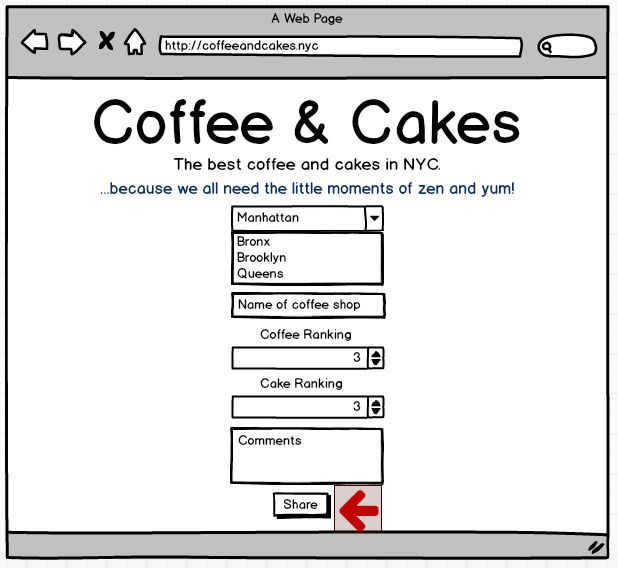 A Web Page
http://coffeeandcakes.nyc
Coffee & Cakes
The best coffee and cakes in NYC.
...because we all need the little moments of zen and yum!
Manhattan
Bronx
Brooklyn
Queens
Name of coffee shop
Coffee Ranking
3
Cake Ranking
3
Comments
Share